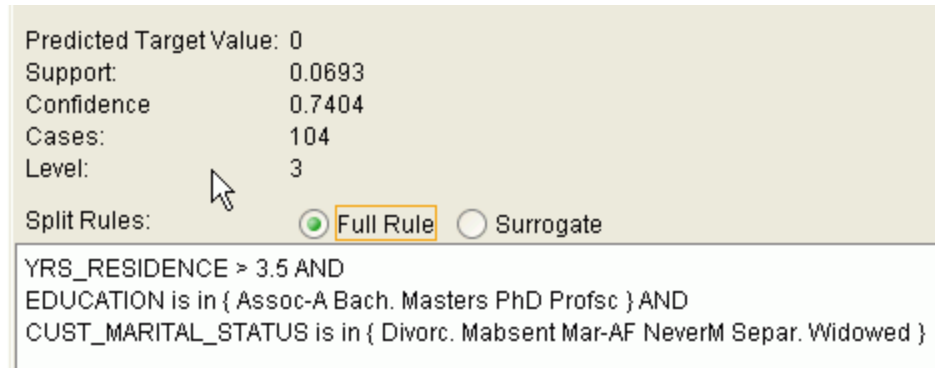 Predicted Target Value: 0
Support: 0.0693
Confidence 0.7404
Cases: 104
Level: 3
Split Rules: Full Rule Surrogate
YRS_RESIDENCE > 3.5 AND
EDUCATION is in { Assoc-A Bach. Masters PhD Profsc } AND
CUST_MARITAL_STATUS is in { Divorc. Mabsent Mar-AF NeverM Separ. Widowed }